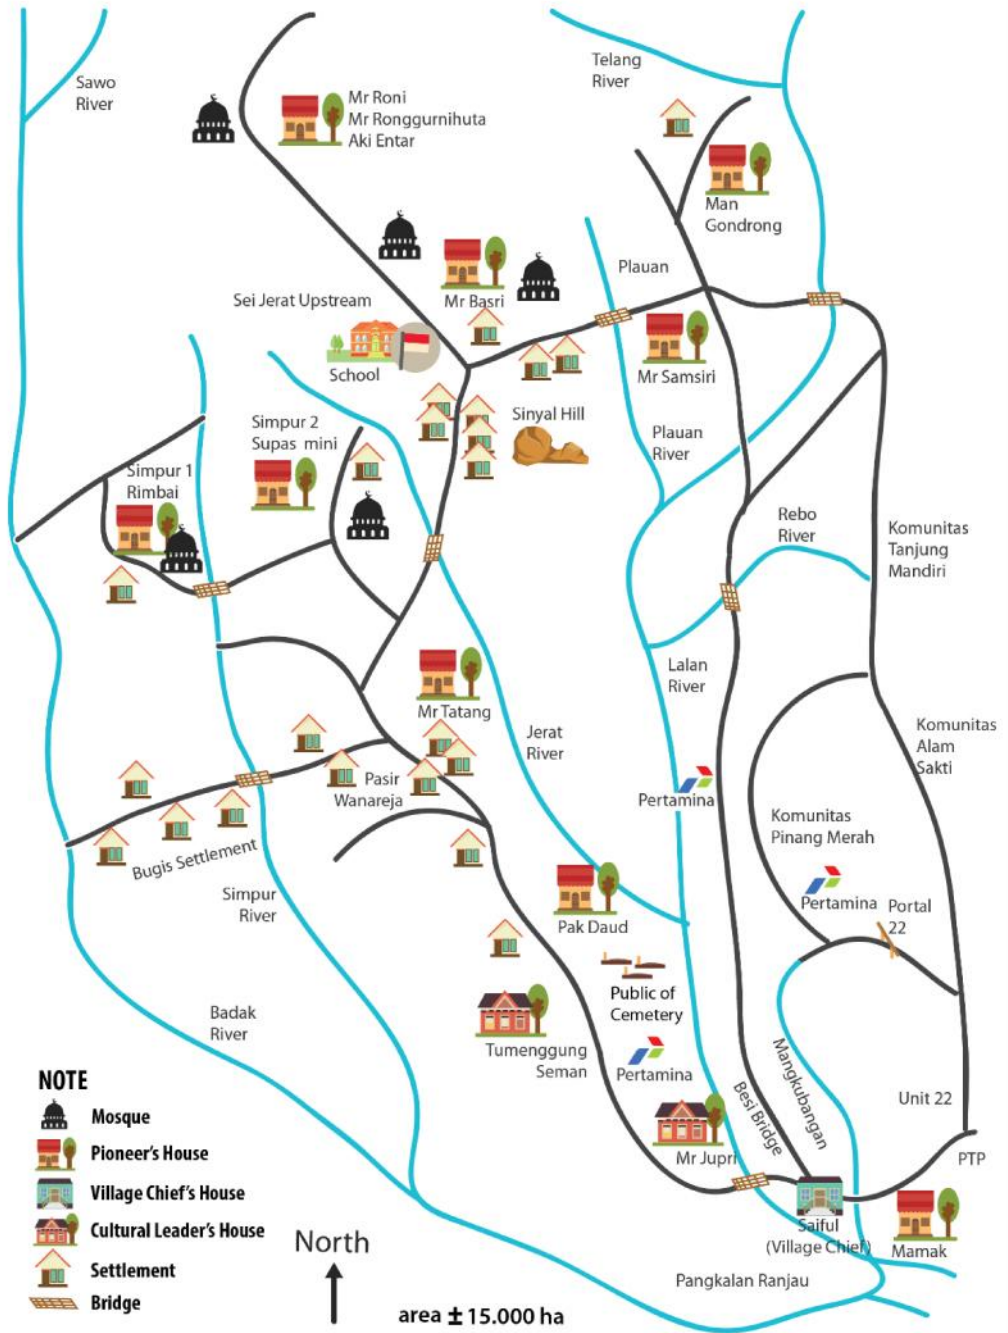 Sawo
River
Telang
River
Mr Roni
Mr Ronggurnihuta
Aki Entar
Man
Gondrong
Plauan
Sei Jerat Upstream
Mr Basri
School
Mr Samsiri
Simpur 2
Supas mini
Sinyal Hill
Plauan
River
Simpur 1
Rimbai
Rebo
River
Komunitas
Tanjung
Mandiri
Lalan
River
Mr Tatang
Jerat
River
Komunitas
Alam
Sakti
Pasir
Wanareja
Pertamina
Komunitas
Pinang Merah
Bugis Settlement
Simpur
River
Pertamina
Portal
22
Pak Daud
Public of
Cemetery
Badak
River
Tumenggung
Seman
Pertamina
Besi Bridge
Mangkubangan
Unit 22
Mr Jupri
PTP
Saiful
(Village Chief)
Mamak
Pangkalan Ranjau
NOTE
Mosque
Pioneer's House
Village Chief's House
Cultural Leader's House
Settlement
Bridge
North
area ± 15.000 ha